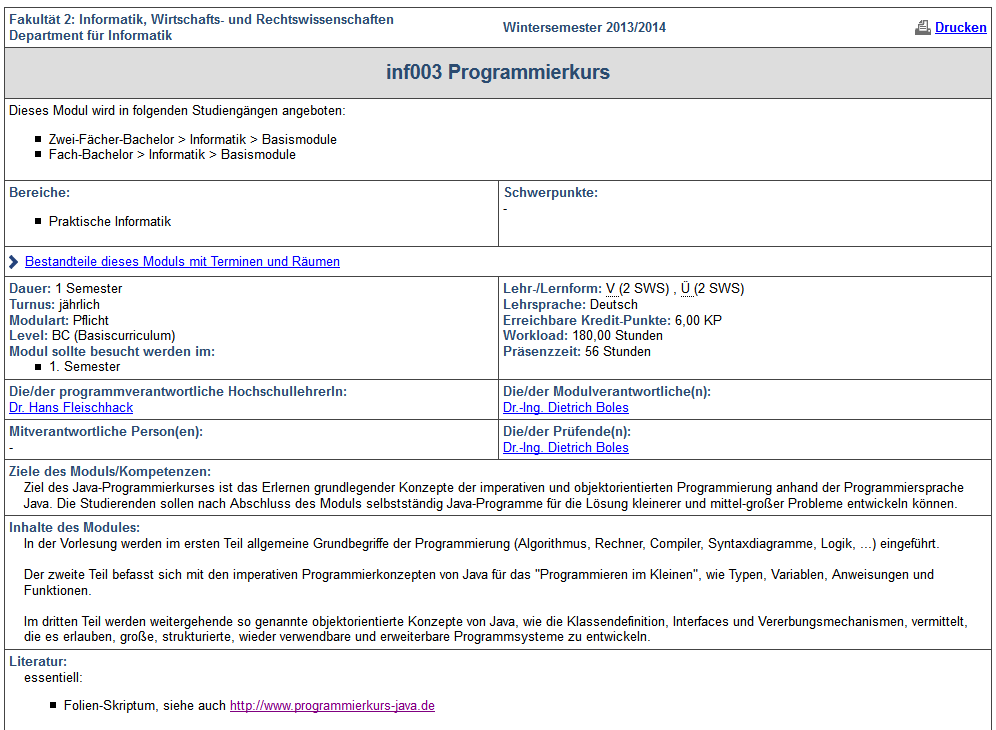 Fakultät 2: Informatik, Wirtschafts- und Rechtswissenschaften
Department für Informatik
Wintersemester 2013/2014
Drucken
inf003 Programmierkurs
Dieses Modul wird in folgenden Studiengängen angeboten:
Zwei-Fächer-Bachelor > Informatik > Basismodule
Fach-Bachelor > Informatik > Basismodule
Bereiche:
Praktische Informatik
Schwerpunkte:
-
Bestandteile dieses Moduls mit Terminen und Räumen
Dauer: 1 Semester
Turnus: jährlich
Modulart: Pflicht
Level: BC (Basiscurriculum)
Modul sollte besucht werden im:
1. Semester
Lehr-/Lernform: V (2 SWS) , Ü (2 SWS)
Lehrsprache: Deutsch
Erreichbare Kredit-Punkte: 6,00 KP
Workload: 180,00 Stunden
Präsenzzeit: 56 Stunden
Die/der programmverantwortliche HochschullehrerIn:
Dr. Hans Fleischhack
Die/der Modulverantwortliche(n):
Dr.-Ing. Dietrich Boles
Mitverantwortliche Person(en):
-
Die/der Prüfende(n):
Dr.-Ing. Dietrich Boles
Ziele des Moduls/Kompetenzen:
Ziel des Java-Programmierkurses ist das Erlernen grundlegender Konzepte der imperativen und objektorientierten Programmierung anhand der Programmiersprache
Java. Die Studierenden sollen nach Abschluss des Moduls selbstständig Java-Programme für die Lösung kleinerer und mittel-großer Probleme entwickeln können.
Inhalte des Modules:
In der Vorlesung werden im ersten Teil allgemeine Grundbegriffe der Programmierung (Algorithmus, Rechner, Compiler, Syntaxdiagramme, Logik, ...) eingeführt.
Der zweite Teil befasst sich mit den imperativen Programmierkonzepten von Java für das "Programmieren im Kleinen", wie Typen, Variablen, Anweisungen und
Funktionen.
Im dritten Teil werden weitergehende so genannte objektorientierte Konzepte von Java, wie die Klassendefinition, Interfaces und Vererbungsmechanismen, vermittelt,
die es erlauben, große, strukturierte, wieder verwendbare und erweiterbare Programmsysteme zu entwickeln.
Literatur:
essentiell:
Folien-Skriptum, siehe auch http://www.programmierkurs-java.de